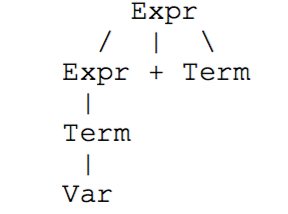 Expr
/ | \
Expr + Term
|
Term
|
Var